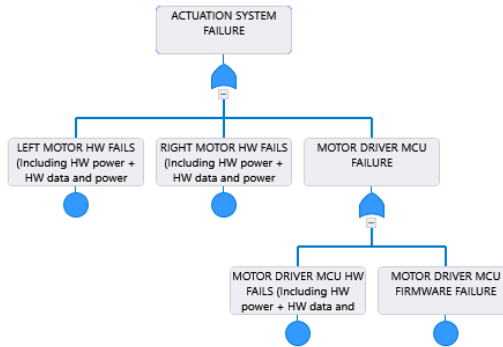 ACTUATION SYSTEM
FAILURE
LEFT MOTOR HW FAILS
(Including HW power +
HW data and power
RIGHT MOTOR HW FAILS
(Including HW power +
HW data and power
MOTOR DRIVER MCU
FAILURE
MOTOR DRIVER MCU HW
FAILS (Including HW
power + HW data and
MOTOR DRIVER MCU
FIRMWARE FAILURE